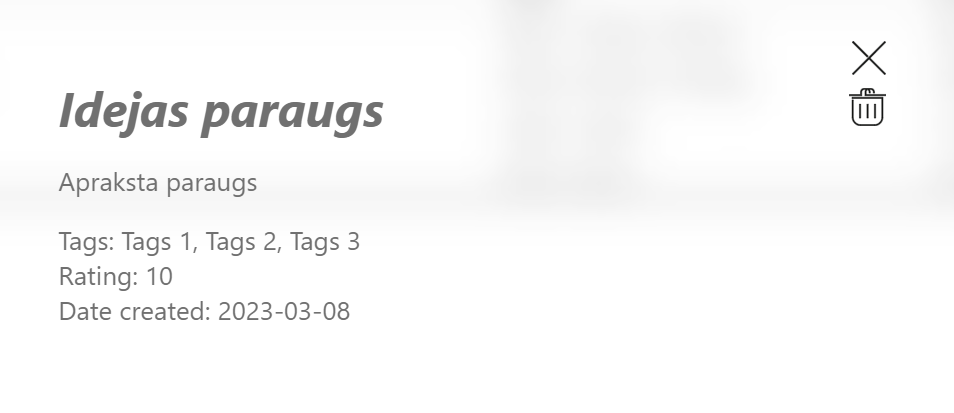 Idejas paraugs
Apraksta paraugs
Tags: Tags 1, Tags 2, Tags 3
Rating: 10
Date created: 2023-03-08